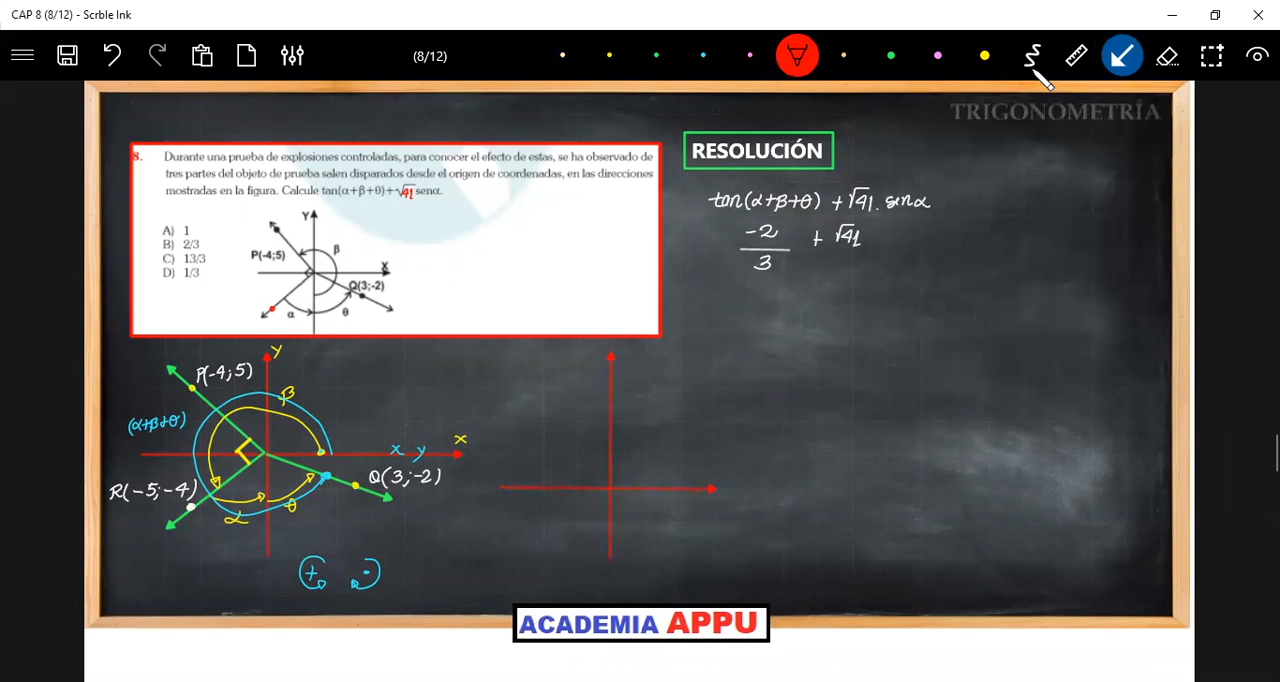 CAP 8 (8/12) - Scrble Ink
(8/12)
TRIGONOMETRÍA
8. Durante una prueba de explosiones controladas, para conocer el efecto de estas, se ha observado de
tres partes del objeto de prueba salen disparados desde el origen de coordenadas, en las direcciones
mostradas en la figura. Calcule tan(α+β+θ)+√41 senα.
A) 1
B) 2/3
C) 13/3
D) 1/3
Y
β
P(-4;5)
X
Q(3;-2)
α
θ
RESOLUCIÓN
tan(α+β+θ) + √41 . senα
-2
+ √41
3
y
P(-4; 5)
β
(α+β+θ)
x y
x
Q(3; -2)
R(-5; -4)
α
θ
+ -
ACADEMIA APPU